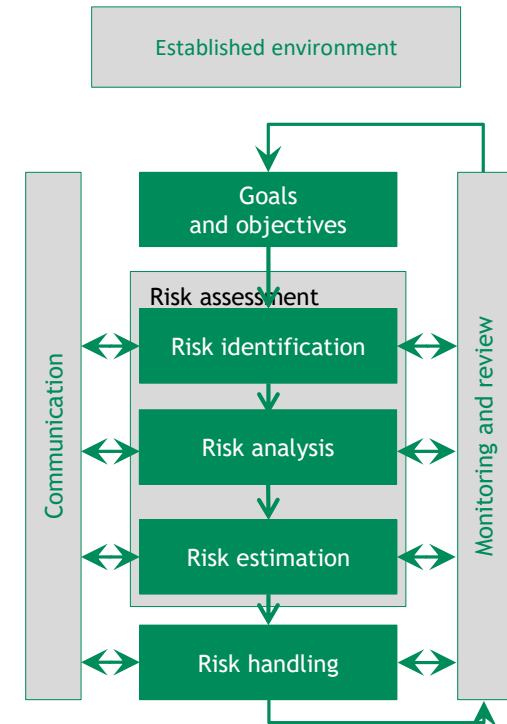 Established environment
Goals
and objectives
Risk assessment
Risk identification
Risk analysis
Risk estimation
Risk handling
Communication
Monitoring and review